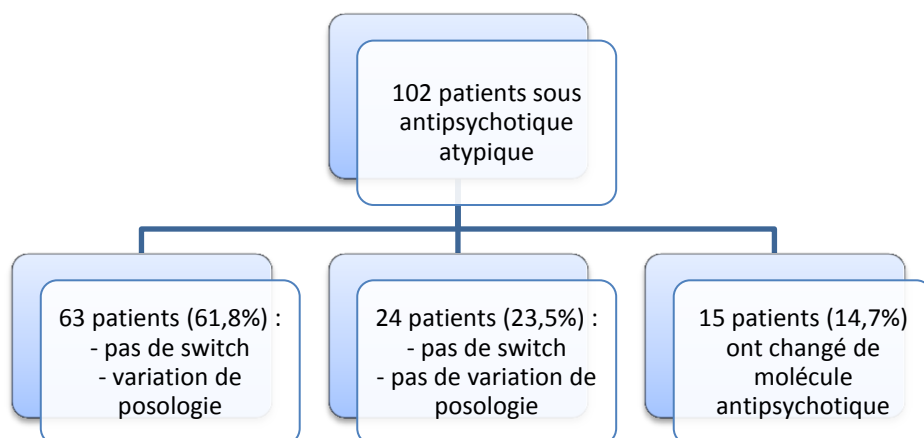 102 patients sous
antipsychotique
atypique
63 patients (61,8%) :
- pas de switch
- variation de
posologie
24 patients (23,5%) :
- pas de switch
- pas de variation de
posologie
15 patients (14,7%)
ont changé de
molécule
antipsychotique